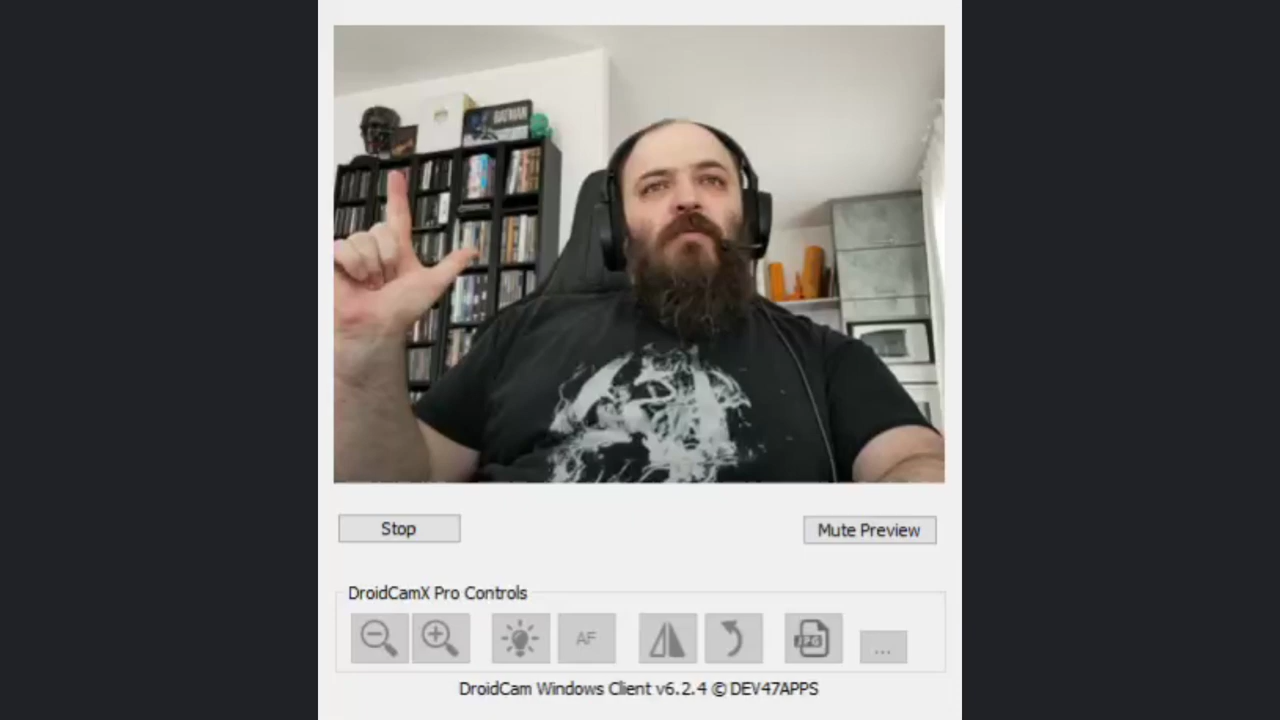 BATMAN
Stop
Mute Preview
DroidCamX Pro Controls
AF
JPG
...
DroidCam Windows Client v6.2.4 © DEV47APPS